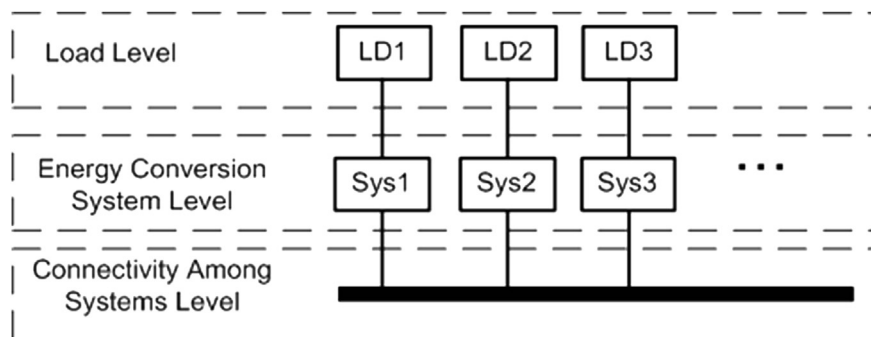 Load Level
LD1 LD2 LD3
Energy Conversion
System Level
Sys1 Sys2 Sys3 ...
Connectivity Among
Systems Level